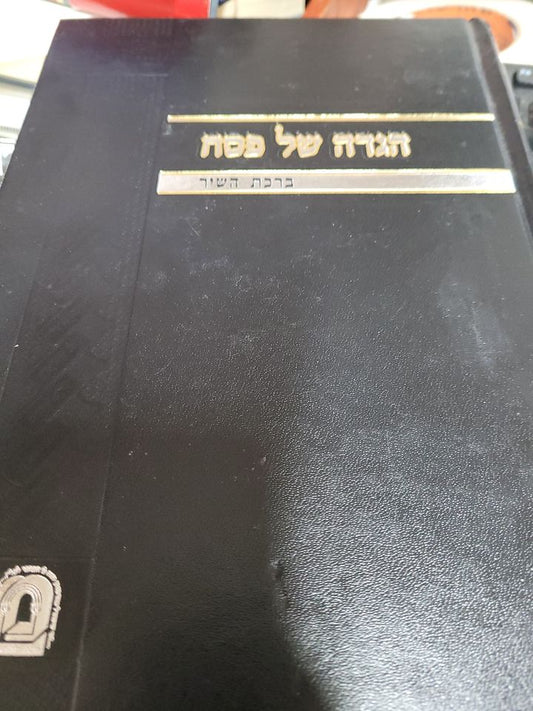 הגדה של פסח
ברכת השיר